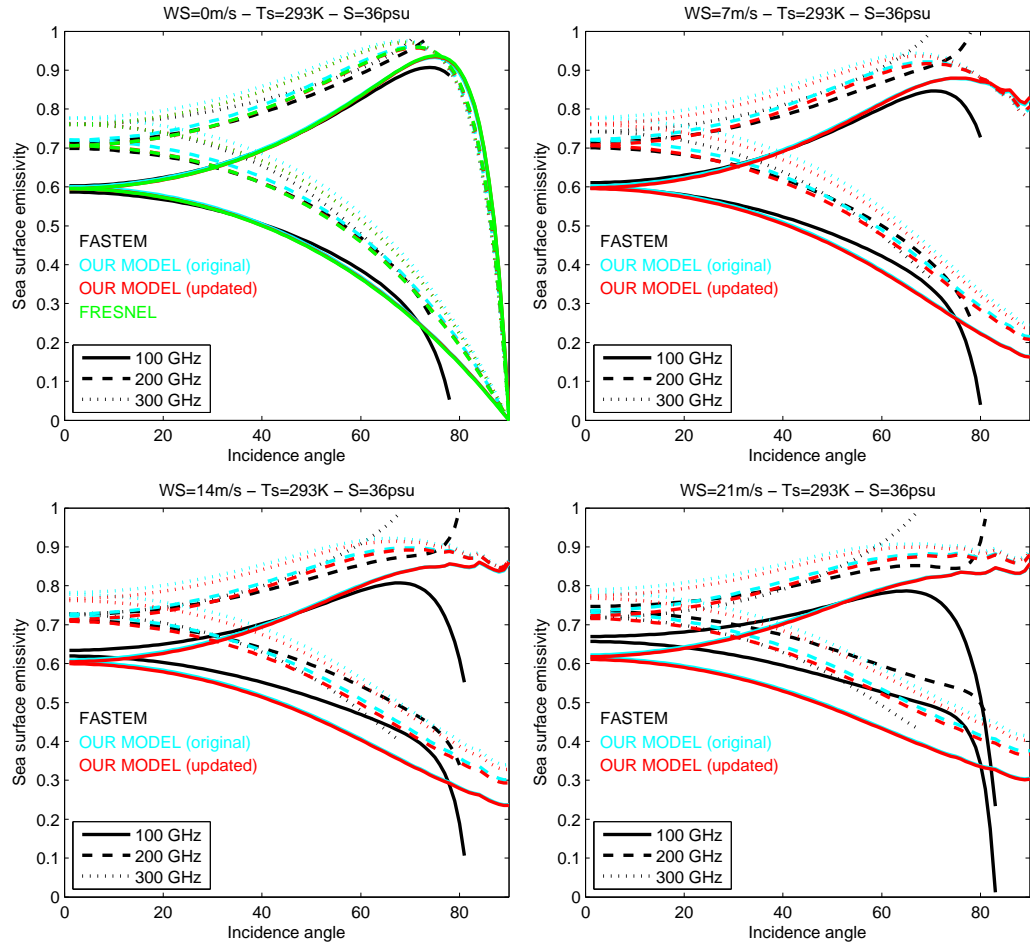 WS=0m/s − Ts=293K − S=36psu
1
0.9
0.8
0.7
0.6
0.5
0.4
0.3
0.2
0.1
0
Sea surface emissivity
FASTEM
OUR MODEL (original)
OUR MODEL (updated)
FRESNEL
100 GHz
200 GHz
300 GHz
0 20 40 60 80
Incidence angle
WS=7m/s − Ts=293K − S=36psu
1
0.9
0.8
0.7
0.6
0.5
0.4
0.3
0.2
0.1
0
Sea surface emissivity
FASTEM
OUR MODEL (original)
OUR MODEL (updated)
100 GHz
200 GHz
300 GHz
0 20 40 60 80
Incidence angle
WS=14m/s − Ts=293K − S=36psu
1
0.9
0.8
0.7
0.6
0.5
0.4
0.3
0.2
0.1
0
Sea surface emissivity
FASTEM
OUR MODEL (original)
OUR MODEL (updated)
100 GHz
200 GHz
300 GHz
0 20 40 60 80
Incidence angle
WS=21m/s − Ts=293K − S=36psu
1
0.9
0.8
0.7
0.6
0.5
0.4
0.3
0.2
0.1
0
Sea surface emissivity
FASTEM
OUR MODEL (original)
OUR MODEL (updated)
100 GHz
200 GHz
300 GHz
0 20 40 60 80
Incidence angle